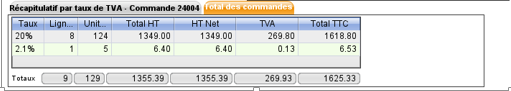 Récapitulatif par taux de TVA - Commande 24004 Total des commandes
Taux Lign... Unit... Total HT HT Net TVA Total TTC
20% 8 124 1349.00 1349.00 269.80 1618.80
2.1% 1 5 6.40 6.40 0.13 6.53
Totaux 9 129 1355.39 1355.39 269.93 1625.33